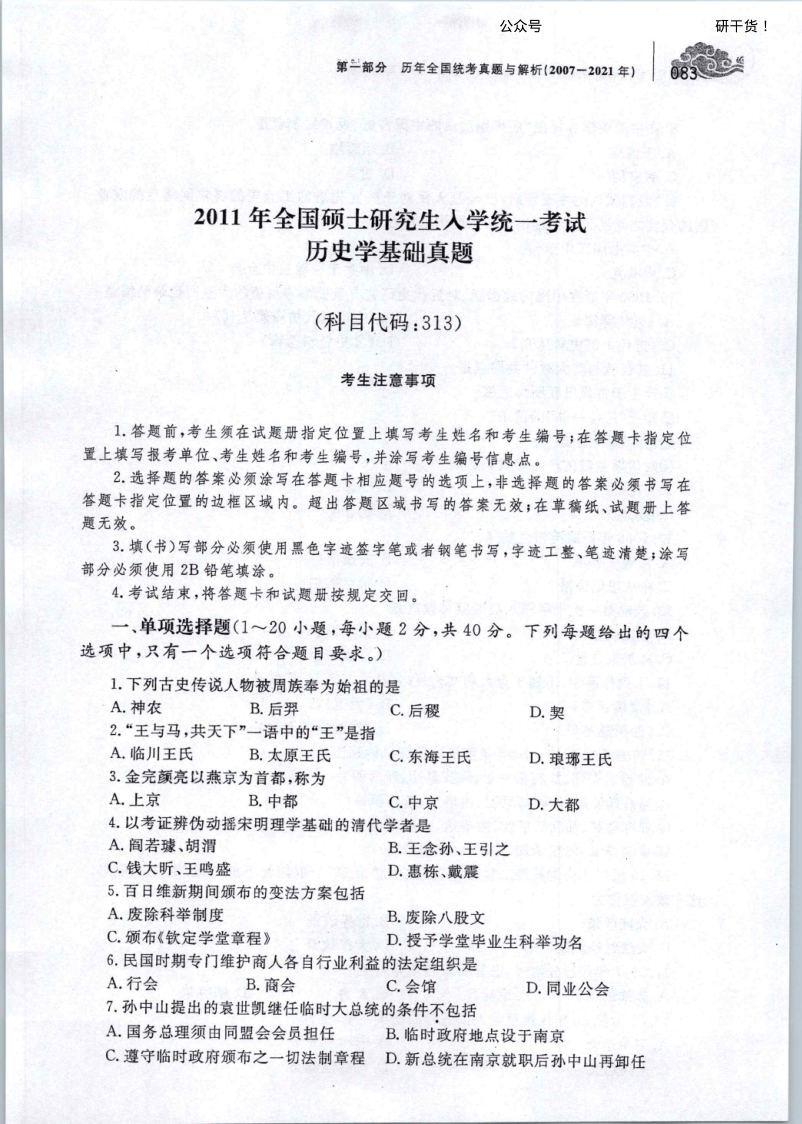 公众号 研干货！
第一部分 历年全国统考真题与解析(2007—2021年) 083
2011年全国硕士研究生入学统一考试
历史学基础真题
(科目代码:313)
考生注意事项
1.答题前,考生须在试题册指定位置上填写考生姓名和考生编号;在答题卡指定位
置上填写报考单位、考生姓名和考生编号,并涂写考生编号信息点。
2.选择题的答案必须涂写在答题卡相应题号的选项上,非选择题的答案必须书写在
答题卡指定位置的边框区域内。超出答题区域书写的答案无效;在草稿纸、试题册上答
题无效。
3.填(书)写部分必须使用黑色字迹签字笔或者钢笔书写,字迹工整、笔迹清楚;涂写
部分必须使用2B铅笔填涂。
4.考试结束,将答题卡和试题册按规定交回。
一、单项选择题(1～20小题,每小题2分,共40分。下列每题给出的四个
选项中,只有一个选项符合题目要求。)
1.下列古史传说人物被周族奉为始祖的是
A.神农 B.后羿 C.后稷 D.契
2.“王与马,共天下”一语中的“王”是指
A.临川王氏 B.太原王氏 C.东海王氏 D.琅琊王氏
3.金完颜亮以燕京为首都,称为
A.上京 B.中都 C.中京 D.大都
4.以考证辨伪动摇宋明理学基础的清代学者是
A.阎若璩、胡渭 B.王念孙、王引之
C.钱大昕、王鸣盛 D.惠栋、戴震
5.百日维新期间颁布的变法方案包括
A.废除科举制度 B.废除八股文
C.颁布《钦定学堂章程》 D.授予学堂毕业生科举功名
6.民国时期专门维护商人各自行业利益的法定组织是
A.行会 B.商会 C.会馆 D.同业公会
7.孙中山提出的袁世凯继任临时大总统的条件不包括
A.国务总理须由同盟会会员担任 B.临时政府地点设于南京
C.遵守临时政府颁布之一切法制章程 D.新总统在南京就职后孙中山再卸任